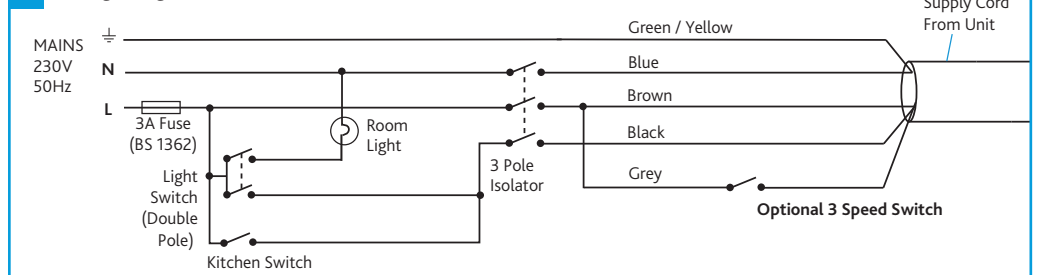 Supply Cord
From Unit
MAINS
230V
50Hz
N
L
Green / Yellow
Blue
Brown
Black
Grey
3A Fuse
(BS 1362)
Room
Light
3 Pole
Isolator
Light
Switch
(Double
Pole)
Optional 3 Speed Switch
Kitchen Switch